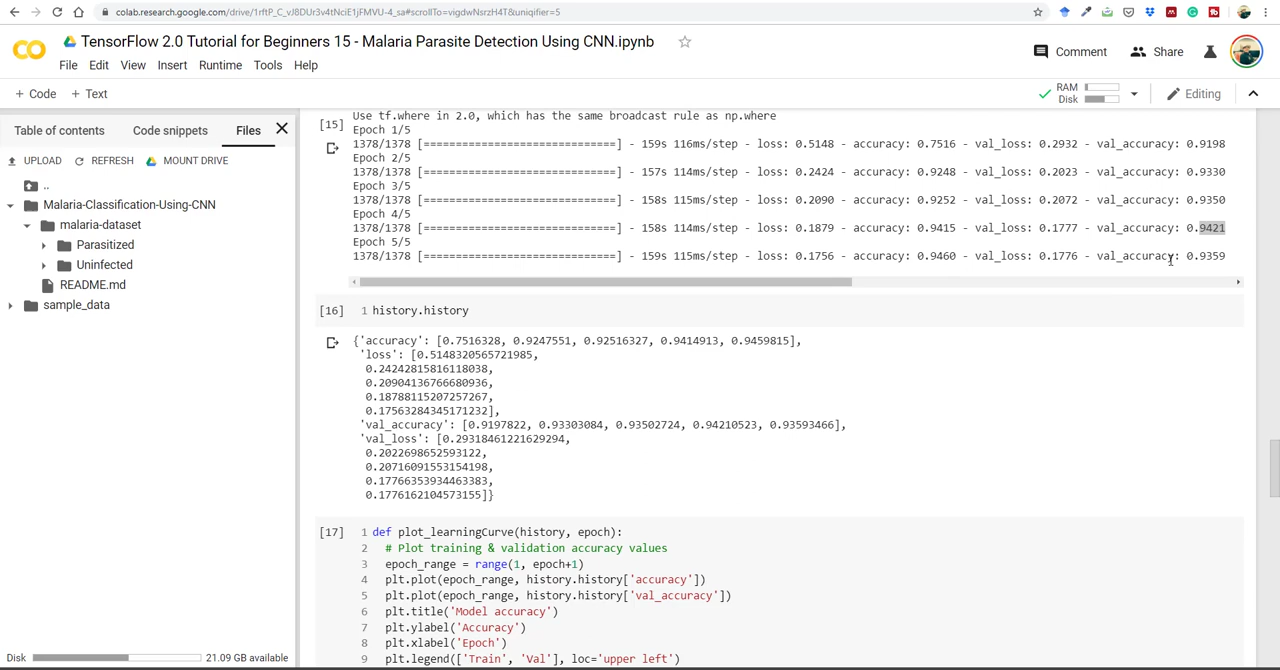 colab.research.google.com/drive/1rftP_C_vJ8DUr3v4tNciE1jFMVU-4_sa#scrollTo=vigdwNsrzH4T&uniqifier=5
TensorFlow 2.0 Tutorial for Beginners 15 - Malaria Parasite Detection Using CNN.ipynb
Comment
Share
File Edit View Insert Runtime Tools Help
+ Code + Text
RAM
Disk
Editing
Table of contents Code snippets Files
UPLOAD REFRESH MOUNT DRIVE
..
Malaria-Classification-Using-CNN
malaria-dataset
Parasitized
Uninfected
README.md
sample_data
Disk 21.09 GB available
Use tf.where in 2.0, which has the same broadcast rule as np.where
[15]
Epoch 1/5
1378/1378 [==============================] - 159s 116ms/step - loss: 0.5148 - accuracy: 0.7516 - val_loss: 0.2932 - val_accuracy: 0.9198
Epoch 2/5
1378/1378 [==============================] - 157s 114ms/step - loss: 0.2424 - accuracy: 0.9248 - val_loss: 0.2023 - val_accuracy: 0.9330
Epoch 3/5
1378/1378 [==============================] - 158s 115ms/step - loss: 0.2090 - accuracy: 0.9252 - val_loss: 0.2072 - val_accuracy: 0.9350
Epoch 4/5
1378/1378 [==============================] - 158s 114ms/step - loss: 0.1879 - accuracy: 0.9415 - val_loss: 0.1777 - val_accuracy: 0.9421
Epoch 5/5
1378/1378 [==============================] - 159s 115ms/step - loss: 0.1756 - accuracy: 0.9460 - val_loss: 0.1776 - val_accuracy: 0.9359
[16] 1 history.history
{'accuracy': [0.7516328, 0.9247551, 0.92516327, 0.9414913, 0.9459815],
'loss': [0.5148320565721985,
0.24242815816118038,
0.20904136766680936,
0.18788115207257267,
0.17563284345171232],
'val_accuracy': [0.9197822, 0.93303084, 0.93502724, 0.94210523, 0.93593466],
'val_loss': [0.29318461221629294,
0.2022698652593122,
0.20716091553154198,
0.17766353934463383,
0.1776162104573155]}
[17] 1 def plot_learningCurve(history, epoch):
2 # Plot training & validation accuracy values
3 epoch_range = range(1, epoch+1)
4 plt.plot(epoch_range, history.history['accuracy'])
5 plt.plot(epoch_range, history.history['val_accuracy'])
6 plt.title('Model accuracy')
7 plt.ylabel('Accuracy')
8 plt.xlabel('Epoch')
9 plt.legend(['Train', 'Val'], loc='upper left')